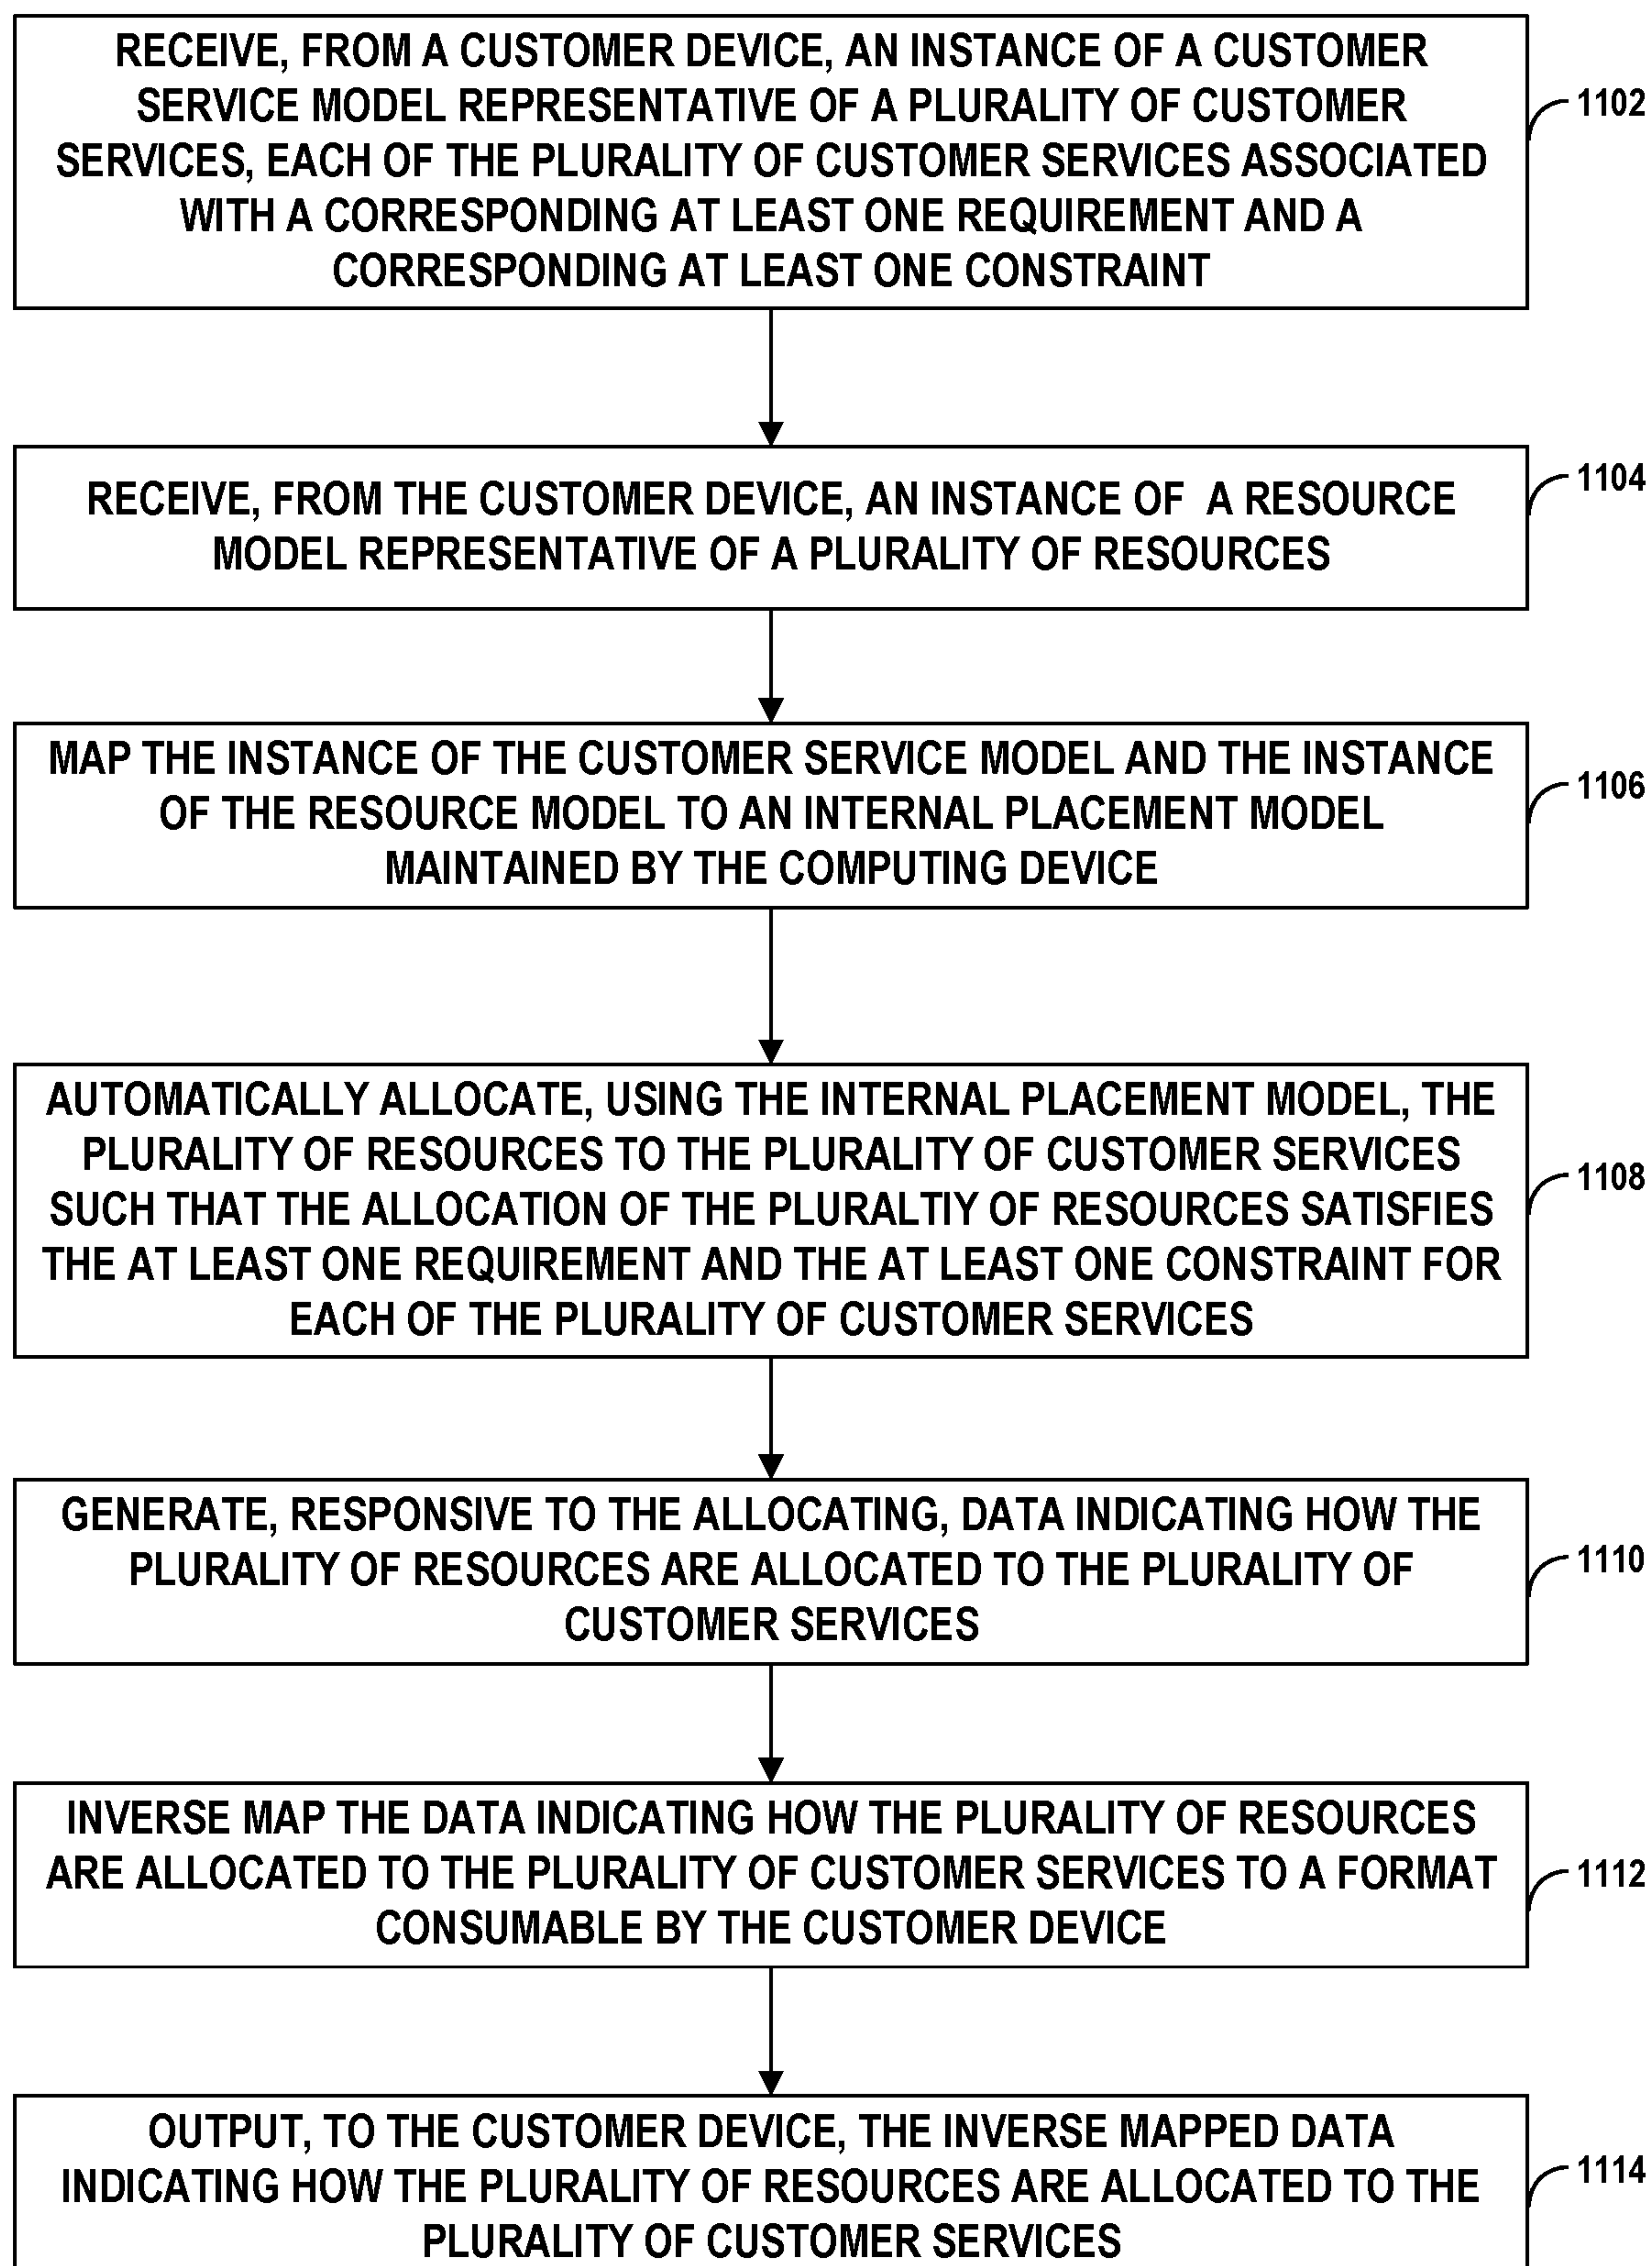 RECEIVE, FROM A CUSTOMER DEVICE, AN INSTANCE OF A CUSTOMER
SERVICE MODEL REPRESENTATIVE OF A PLURALITY OF CUSTOMER
SERVICES, EACH OF THE PLURALITY OF CUSTOMER SERVICES ASSOCIATED
WITH A CORRESPONDING AT LEAST ONE REQUIREMENT AND A
CORRESPONDING AT LEAST ONE CONSTRAINT
1102
RECEIVE, FROM THE CUSTOMER DEVICE, AN INSTANCE OF A RESOURCE
MODEL REPRESENTATIVE OF A PLURALITY OF RESOURCES
1104
MAP THE INSTANCE OF THE CUSTOMER SERVICE MODEL AND THE INSTANCE
OF THE RESOURCE MODEL TO AN INTERNAL PLACEMENT MODEL
MAINTAINED BY THE COMPUTING DEVICE
1106
AUTOMATICALLY ALLOCATE, USING THE INTERNAL PLACEMENT MODEL, THE
PLURALITY OF RESOURCES TO THE PLURALITY OF CUSTOMER SERVICES
SUCH THAT THE ALLOCATION OF THE PLURALTIY OF RESOURCES SATISFIES
THE AT LEAST ONE REQUIREMENT AND THE AT LEAST ONE CONSTRAINT FOR
EACH OF THE PLURALITY OF CUSTOMER SERVICES
1108
GENERATE, RESPONSIVE TO THE ALLOCATING, DATA INDICATING HOW THE
PLURALITY OF RESOURCES ARE ALLOCATED TO THE PLURALITY OF
CUSTOMER SERVICES
1110
INVERSE MAP THE DATA INDICATING HOW THE PLURALITY OF RESOURCES
ARE ALLOCATED TO THE PLURALITY OF CUSTOMER SERVICES TO A FORMAT
CONSUMABLE BY THE CUSTOMER DEVICE
1112
OUTPUT, TO THE CUSTOMER DEVICE, THE INVERSE MAPPED DATA
INDICATING HOW THE PLURALITY OF RESOURCES ARE ALLOCATED TO THE
PLURALITY OF CUSTOMER SERVICES
1114